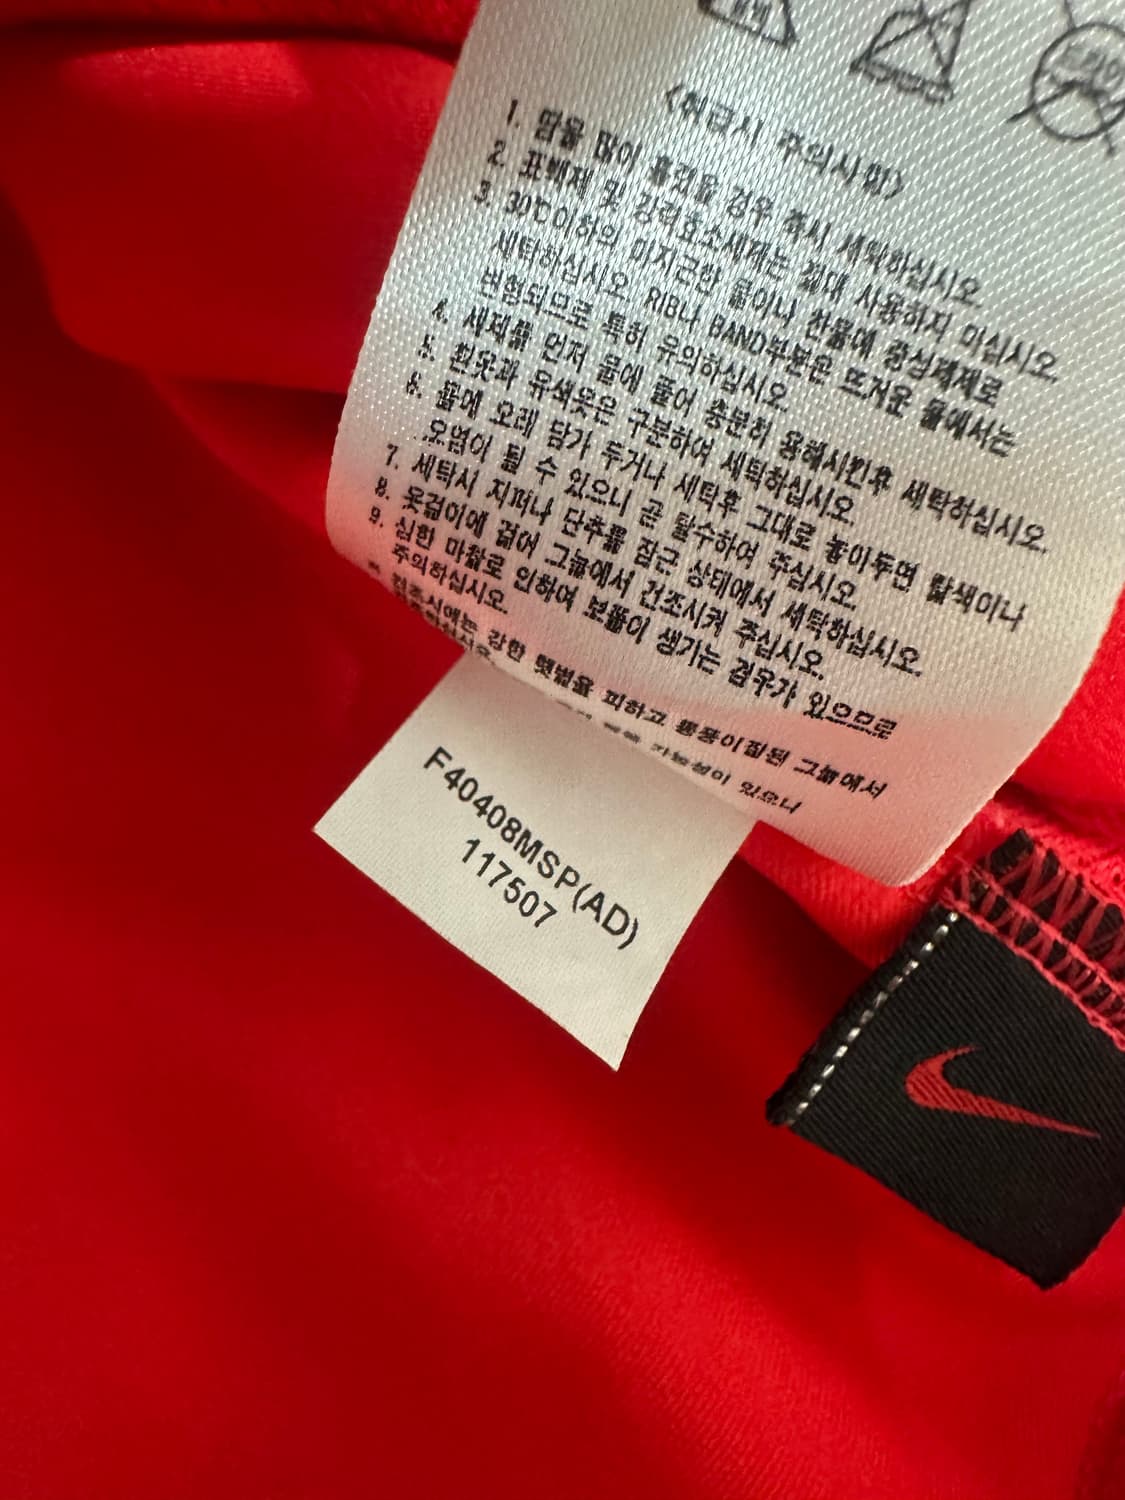 <취급시 주의사항>
1. 땀을 많이 흘렸을 경우 즉시 세탁하십시오.
2. 표백제 및 강력효소세제는 절대 사용하지 마십시오.
3. 30℃이하의 미지근한 물이나 찬물에 중성세제로
세탁하십시오. RIB나 BAND부분은 뜨거운 물에서는
변형되므로 특히 유의하십시오.
4. 세제를 먼저 물에 풀어 충분히 용해시킨후 세탁하십시오.
5. 흰옷과 유색옷은 구분하여 세탁하십시오.
6. 물에 오래 담가 두거나 세탁후 그대로 놓아두면 탈색이나
오염이 될 수 있으니 곧 탈수하여 주십시오.
7. 세탁시 지퍼나 단추를 잠근 상태에서 세탁하십시오.
8. 옷걸이에 걸어 그늘에서 건조시켜 주십시오.
9. 심한 마찰로 인하여 보풀이 생기는 경우가 있으므로
주의하십시오.
* 건조시에는 강한 햇볕을 피하고 통풍이잘된 그늘에서
가능성이 있으니
F40408MSP(AD)
117507